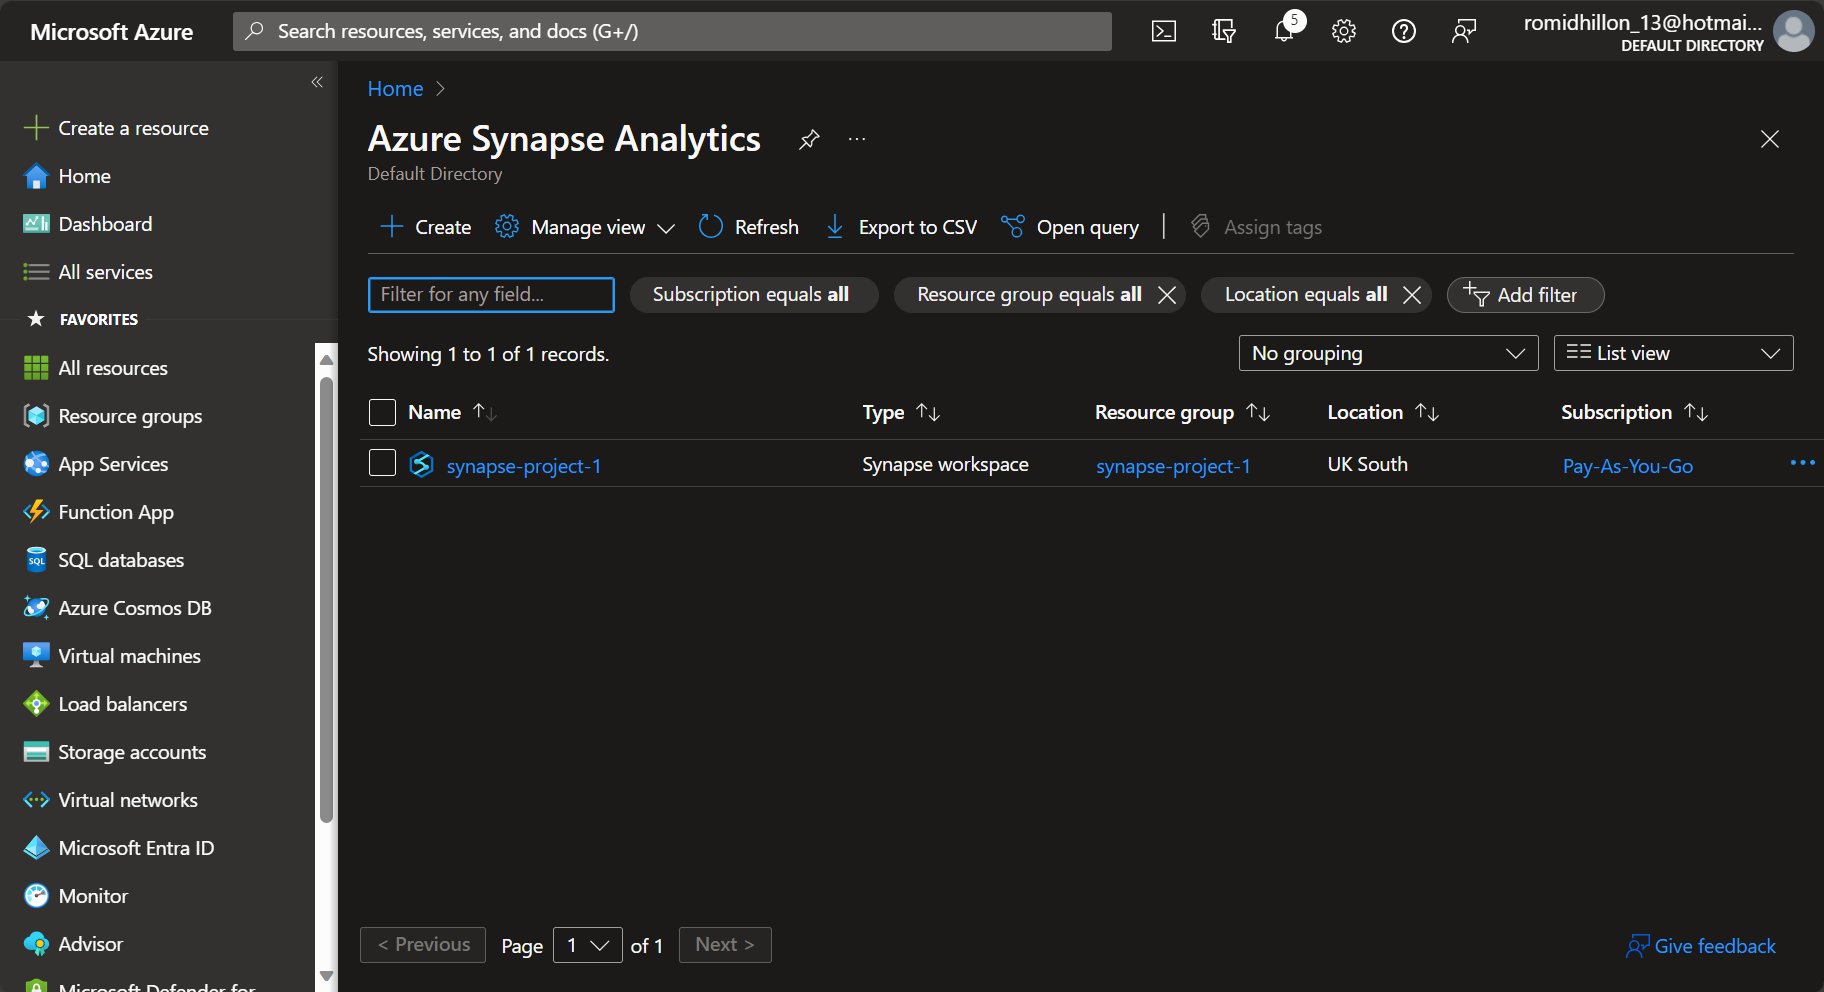 Microsoft Azure
Search resources, services, and docs (G+/)
5
romidhillon_13@hotmai...
DEFAULT DIRECTORY
Create a resource
Home
Dashboard
All services
FAVORITES
All resources
Resource groups
App Services
Function App
SQL databases
Azure Cosmos DB
Virtual machines
Load balancers
Storage accounts
Virtual networks
Microsoft Entra ID
Monitor
Advisor
Microsoft Defender for
Home >
Azure Synapse Analytics ...
Default Directory
Create Manage view Refresh Export to CSV Open query | Assign tags
Filter for any field... Subscription equals all Resource group equals all Location equals all Add filter
Showing 1 to 1 of 1 records. No grouping List view
Name Type Resource group Location Subscription
synapse-project-1 Synapse workspace synapse-project-1 UK South Pay-As-You-Go ...
< Previous Page 1 of 1 Next > Give feedback